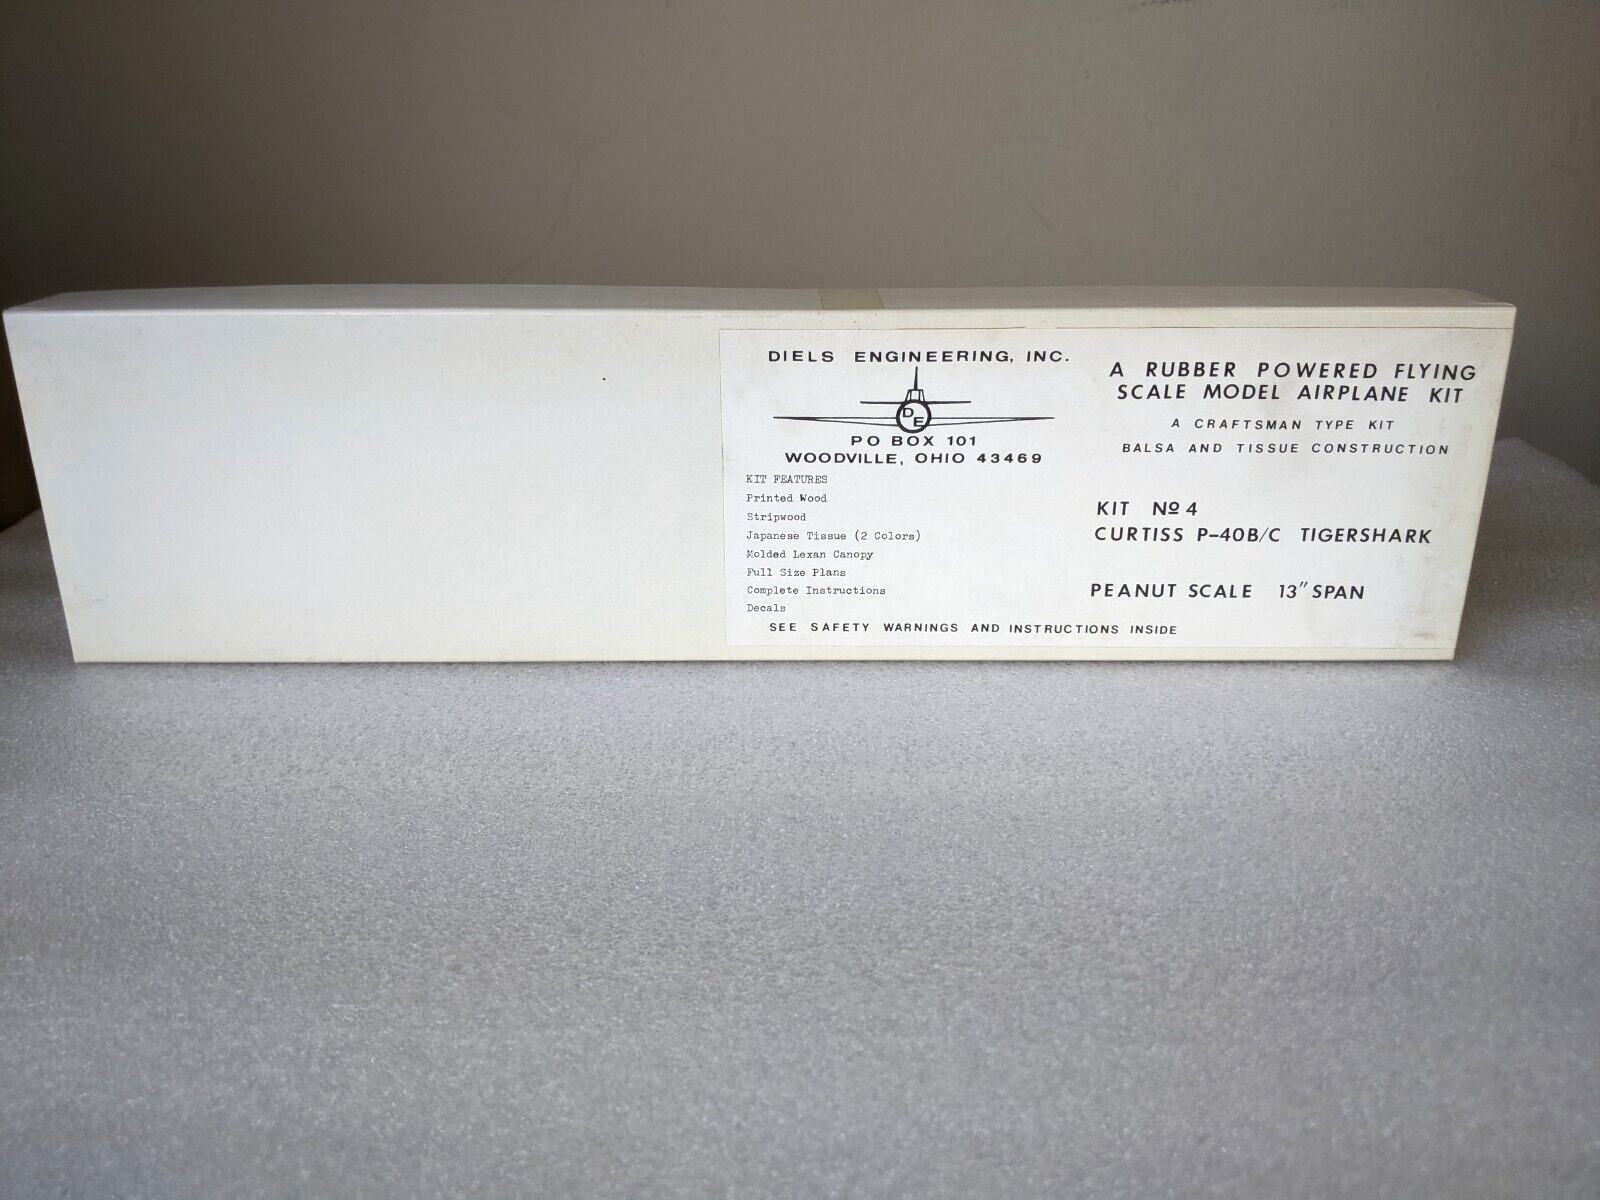 DIELS ENGINEERING, INC.
D
E
PO BOX 101
WOODVILLE, OHIO 43469
KIT FEATURES
Printed Wood
Stripwood
Japanese Tissue (2 Colors)
Molded Lexan Canopy
Full Size Plans
Complete Instructions
Decals
SEE SAFETY WARNINGS AND INSTRUCTIONS INSIDE
A RUBBER POWERED FLYING
SCALE MODEL AIRPLANE KIT
A CRAFTSMAN TYPE KIT
BALSA AND TISSUE CONSTRUCTION
KIT Nº 4
CURTISS P-40B/C TIGERSHARK
PEANUT SCALE 13" SPAN